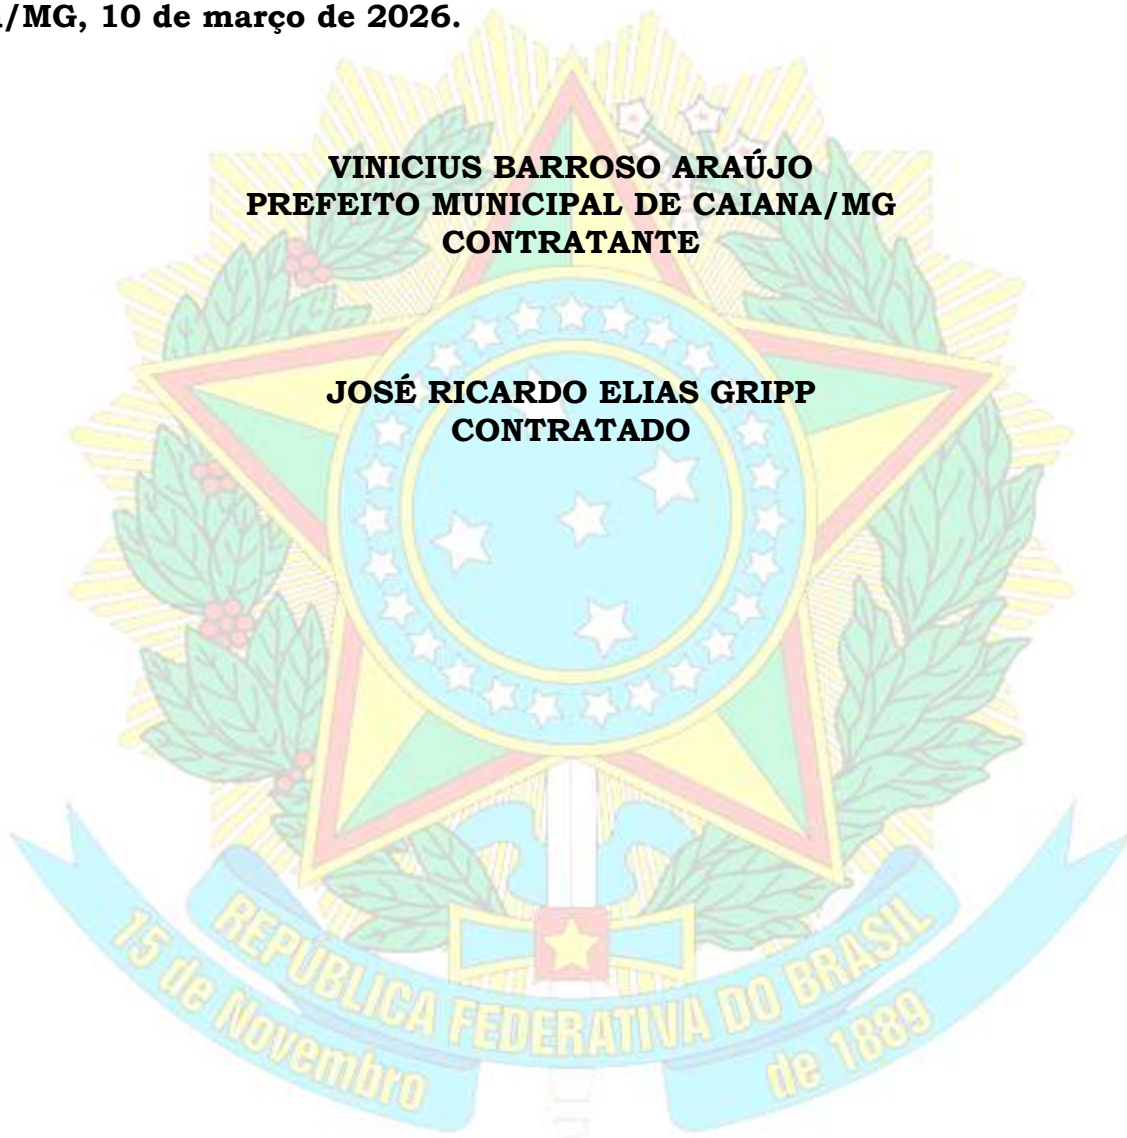 /MG, 10 de março de 2026.
VINICIUS BARROSO ARAÚJO
PREFEITO MUNICIPAL DE CAIANA/MG
CONTRATANTE
JOSÉ RICARDO ELIAS GRIPP
CONTRATADO
REPÚBLICA FEDERATIVA DO BRASIL
15 de Novembro de 1889